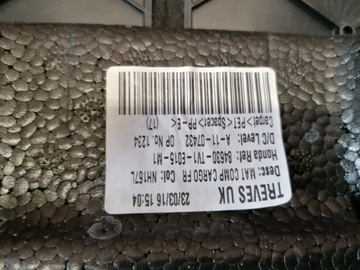 TREVES UK 23/03/16 15:04
Desc: MAT COMP CARGO FR Col: NH167L
Honda Ref: 84630 - TV1 - E015 - M1
D/C Level: A - 11 - 07432 OP No: 1234
Carpet>PET< Spacer>PP-E< (17)